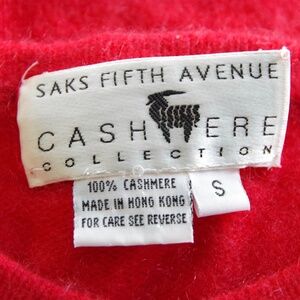 SAKS FIFTH AVENUE
CASHMERE
COLLECTION
100% CASHMERE
MADE IN HONG KONG
FOR CARE SEE REVERSE
S